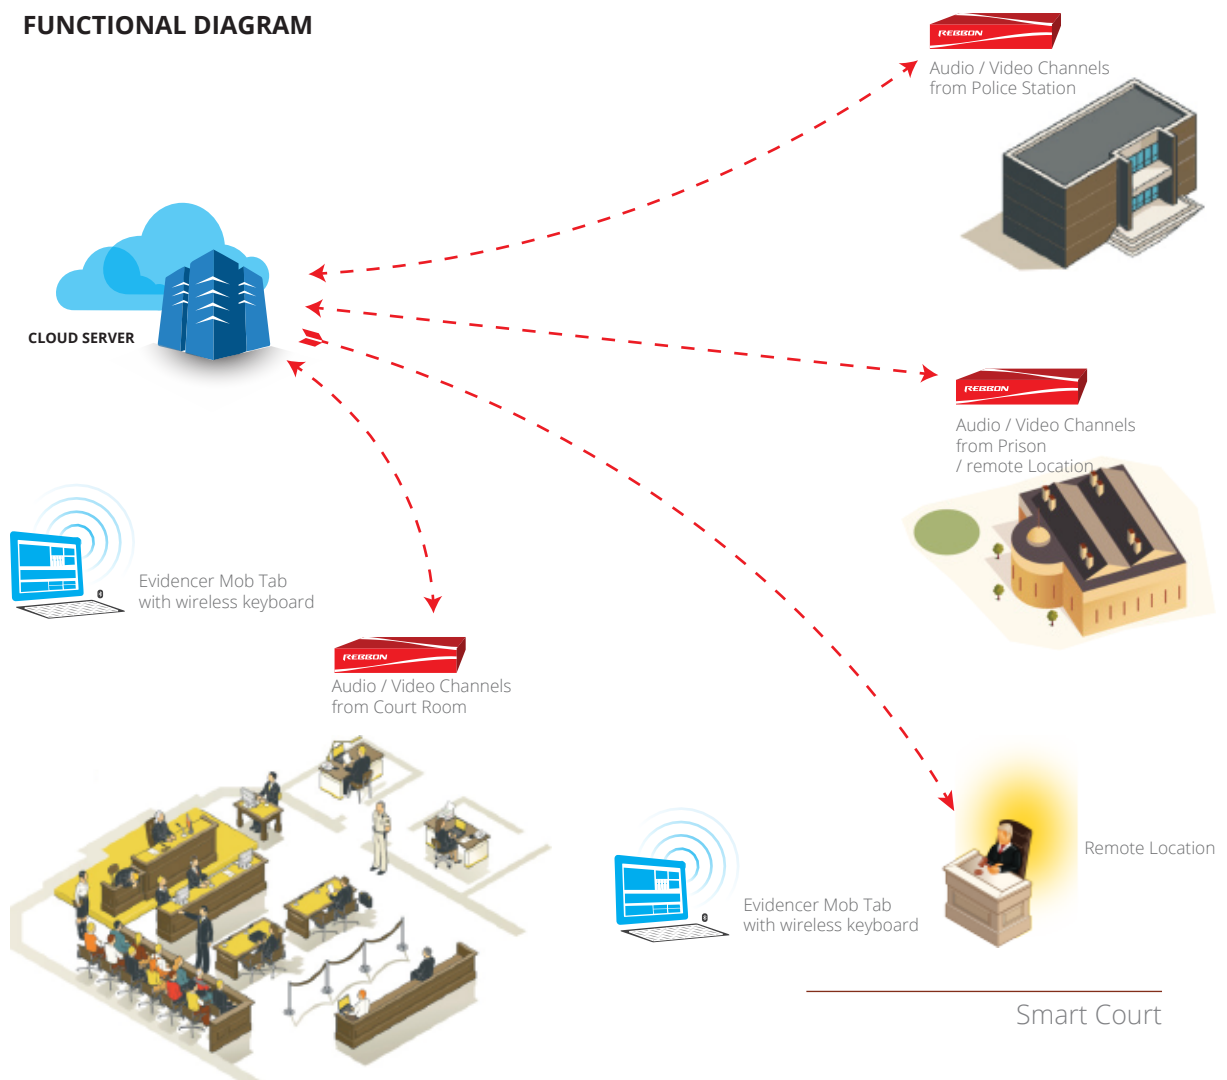 FUNCTIONAL DIAGRAM
REBBON
Audio / Video Channels
from Police Station
CLOUD SERVER
REBBON
Audio / Video Channels
from Prison
/ remote Location
Evidencer Mob Tab
with wireless keyboard
REBBON
Audio / Video Channels
from Court Room
Remote Location
Evidencer Mob Tab
with wireless keyboard
Smart Court